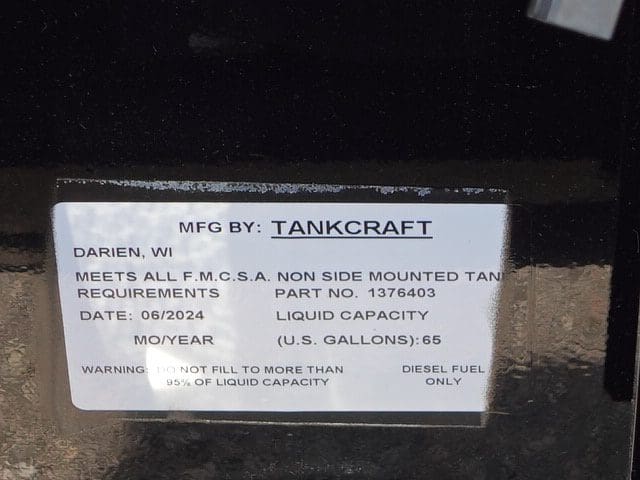 MFG BY: TANKCRAFT
DARIEN, WI
MEETS ALL F.M.C.S.A. NON SIDE MOUNTED TAN
REQUIREMENTS PART NO. 1376403
DATE: 06/2024 LIQUID CAPACITY
MO/YEAR (U.S. GALLONS): 65
WARNING: DO NOT FILL TO MORE THAN DIESEL FUEL
95% OF LIQUID CAPACITY ONLY